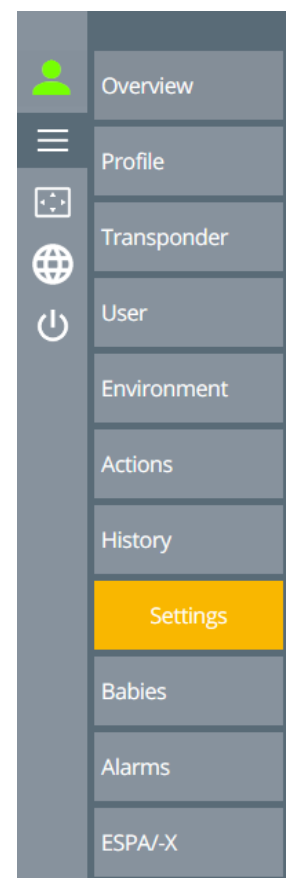 Overview
Profile
Transponder
User
Environment
Actions
History
Settings
Babies
Alarms
ESPA/-X